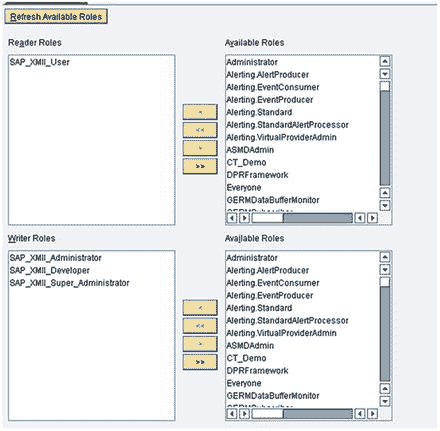 Refresh Available Roles
Reader Roles
SAP_XMII_User
<
<<
>
>>
Available Roles
Administrator
Alerting.AlertProducer
Alerting.EventConsumer
Alerting.EventProducer
Alerting.Standard
Alerting.StandardAlertProcessor
Alerting.VirtualProviderAdmin
ASMDAdmin
CT_Demo
DPRFramework
Everyone
GERMDataBufferMonitor
Writer Roles
SAP_XMII_Administrator
SAP_XMII_Developer
SAP_XMII_Super_Administrator
<
<<
>
>>
Available Roles
Administrator
Alerting.AlertProducer
Alerting.EventConsumer
Alerting.EventProducer
Alerting.Standard
Alerting.StandardAlertProcessor
Alerting.VirtualProviderAdmin
ASMDAdmin
CT_Demo
DPRFramework
Everyone
GERMDataBufferMonitor